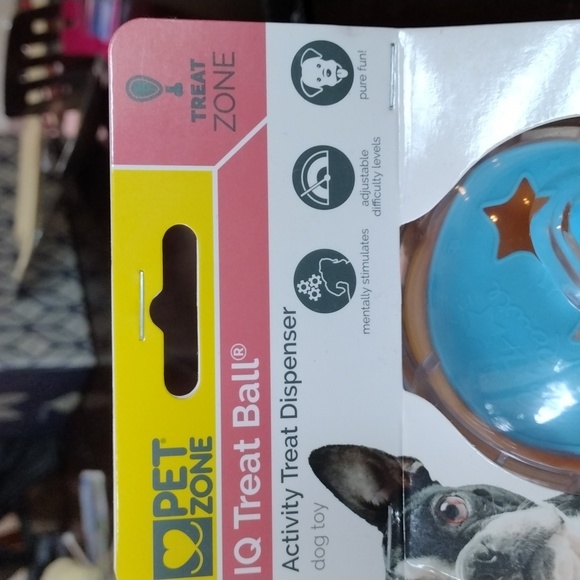 PET
ZONE
TREAT
ZONE
IQ Treat Ball®
Activity Treat Dispenser
dog toy
mentally stimulates
adjustable
difficulty levels
pure fun!